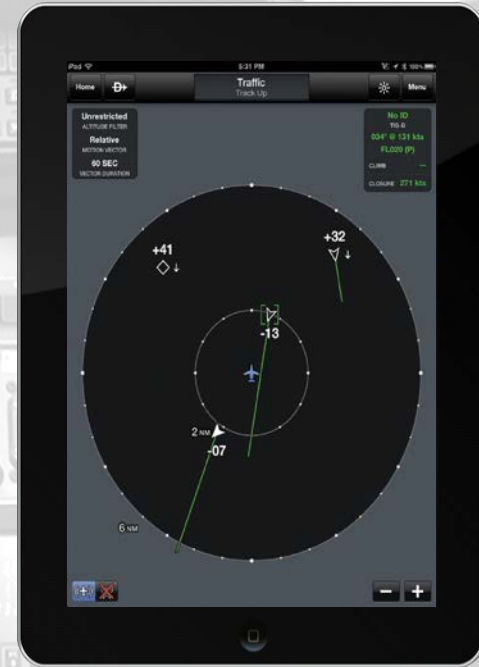 iPad
5:31 PM
100%
Home
D
Traffic
Track Up
Menu
Unrestricted
ALTITUDE FILTER
Relative
MOTION VECTOR
60 SEC
VECTOR DURATION
No ID
TIS-B
034° @ 131 kts
FL020 (P)
CLIMB --
CLOSURE 271 kts
+41
+32
-13
2 NM
-07
6 NM
- +